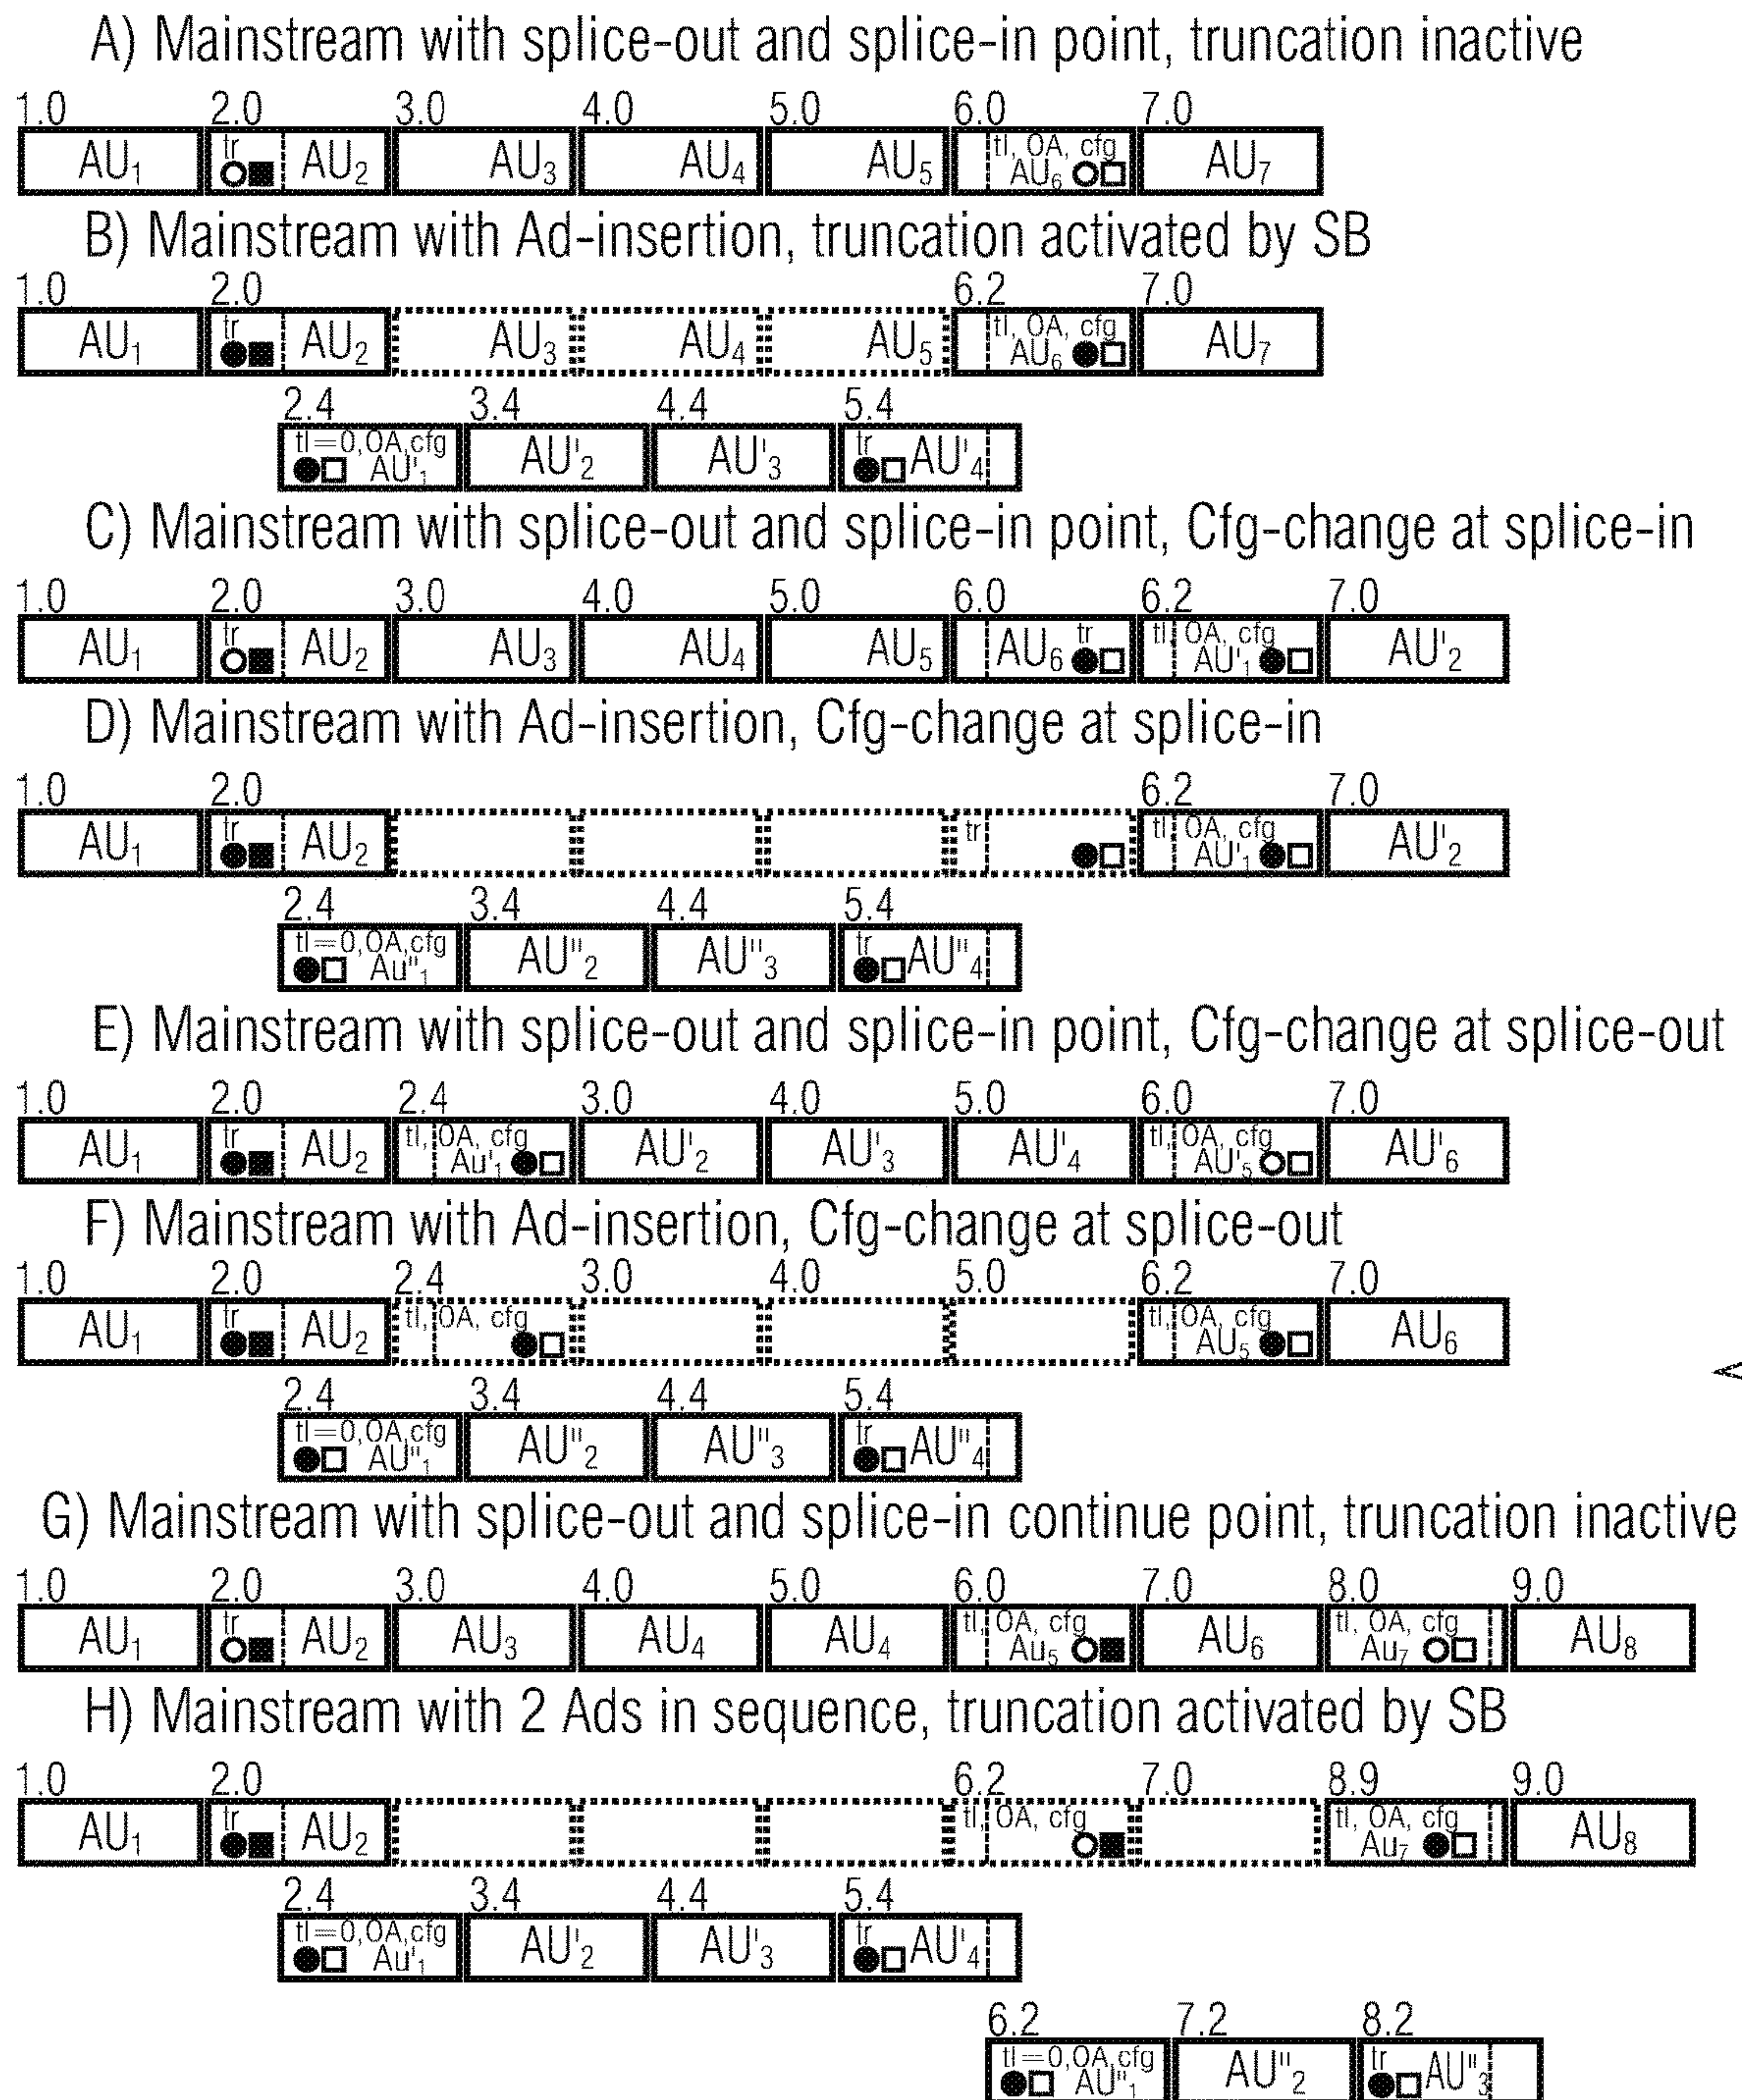 A) Mainstream with splice-out and splice-in point, truncation inactive
1.0 2.0 3.0 4.0 5.0 6.0 7.0
AU1 tr AU2 AU3 AU4 AU5 tl, OA, cfg AU6 AU7
B) Mainstream with Ad-insertion, truncation activated by SB
1.0 2.0 6.2 7.0
AU1 tr AU2 AU3 AU4 AU5 tl, OA, cfg AU6 AU7
2.4 3.4 4.4 5.4
tl=0,OA,cfg AU'1 AU'2 AU'3 tr AU'4
C) Mainstream with splice-out and splice-in point, Cfg-change at splice-in
1.0 2.0 3.0 4.0 5.0 6.0 6.2 7.0
AU1 tr AU2 AU3 AU4 AU5 AU6 tr tl, OA, cfg AU'1 AU'2
D) Mainstream with Ad-insertion, Cfg-change at splice-in
1.0 2.0 6.2 7.0
AU1 tr AU2 tr tl, OA, cfg AU'1 AU'2
2.4 3.4 4.4 5.4
tl=0,OA,cfg Au"1 AU"2 AU"3 tr AU"4
E) Mainstream with splice-out and splice-in point, Cfg-change at splice-out
1.0 2.0 2.4 3.0 4.0 5.0 6.0 7.0
AU1 tr AU2 tl, OA, cfg Au'1 AU'2 AU'3 AU'4 tl, OA, cfg AU'5 AU'6
F) Mainstream with Ad-insertion, Cfg-change at splice-out
1.0 2.0 2.4 3.0 4.0 5.0 6.2 7.0
AU1 tr AU2 tl, OA, cfg tl, OA, cfg AU5 AU6
2.4 3.4 4.4 5.4
tl=0,OA,cfg AU"1 AU"2 AU"3 tr AU"4
G) Mainstream with splice-out and splice-in continue point, truncation inactive
1.0 2.0 3.0 4.0 5.0 6.0 7.0 8.0 9.0
AU1 tr AU2 AU3 AU4 AU4 tl, OA, cfg Au5 AU6 tl, OA, cfg Au7 AU8
H) Mainstream with 2 Ads in sequence, truncation activated by SB
1.0 2.0 6.2 7.0 8.9 9.0
AU1 tr AU2 tl, OA, cfg tl, OA, cfg Au7 AU8
2.4 3.4 4.4 5.4
tl=0,OA,cfg Au'1 AU'2 AU'3 tr AU'4
6.2 7.2 8.2
tl=0,OA,cfg AU"1 AU"2 tr AU"3